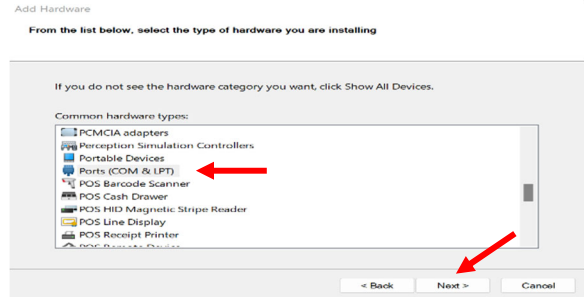 Add Hardware
From the list below, select the type of hardware you are installing
If you do not see the hardware category you want, click Show All Devices.
Common hardware types:
PCMCIA adapters
Perception Simulation Controllers
Portable Devices
Ports (COM & LPT)
POS Barcode Scanner
POS Cash Drawer
POS HID Magnetic Stripe Reader
POS Line Display
POS Receipt Printer
POS Remote Device
< Back Next > Cancel